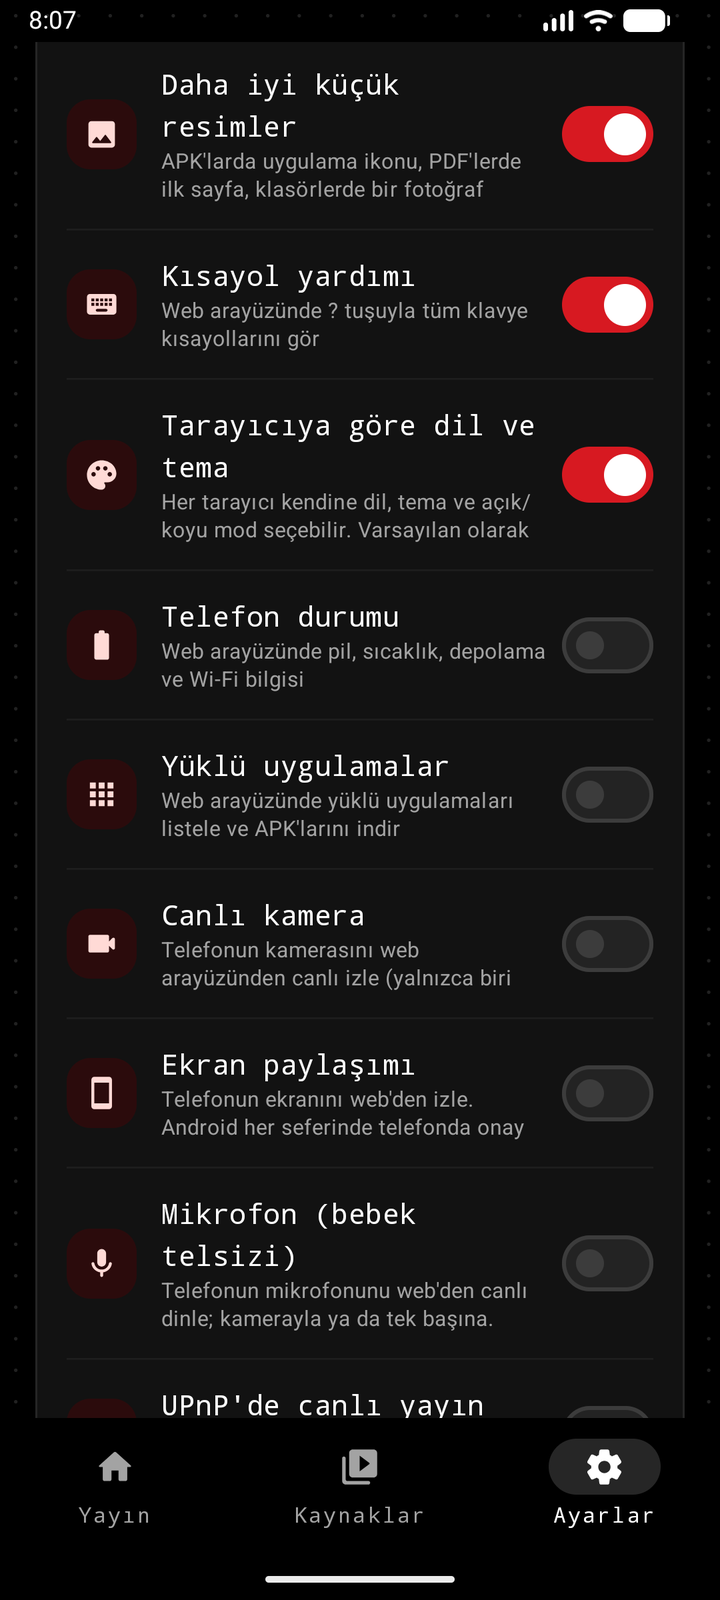 8:07
Daha iyi küçük
resimler
APK'larda uygulama ikonu, PDF'lerde
ilk sayfa, klasörlerde bir fotoğraf
Kısayol yardımı
Web arayüzünde ? tuşuyla tüm klavye
kısayollarını gör
Tarayıcıya göre dil ve
tema
Her tarayıcı kendine dil, tema ve açık/
koyu mod seçebilir. Varsayılan olarak
Telefon durumu
Web arayüzünde pil, sıcaklık, depolama
ve Wi-Fi bilgisi
Yüklü uygulamalar
Web arayüzünde yüklü uygulamaları
listele ve APK'larını indir
Canlı kamera
Telefonun kamerasını web
arayüzünden canlı izle (yalnızca biri
Ekran paylaşımı
Telefonun ekranını web'den izle.
Android her seferinde telefonda onay
Mikrofon (bebek
telsizi)
Telefonun mikrofonunu web'den canlı
dinle; kamerayla ya da tek başına.
UPnP'de canlı yayın
Yayın
Kaynaklar
Ayarlar